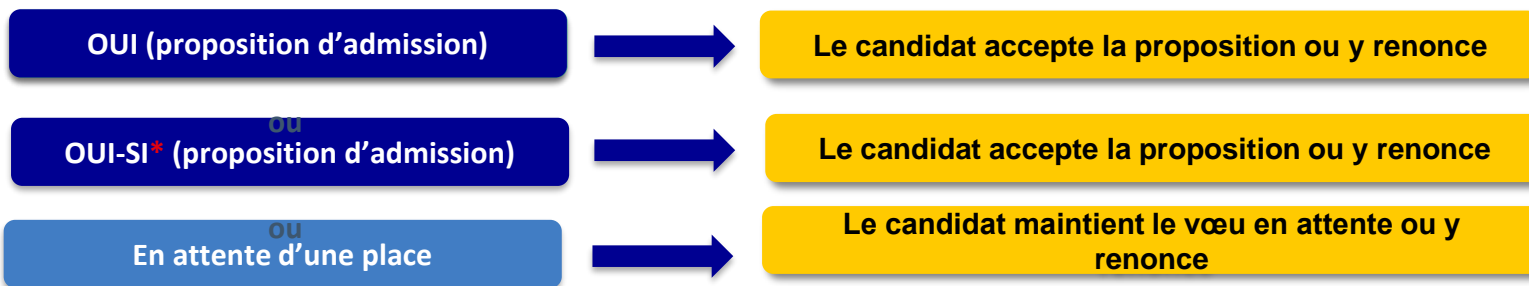 OUI (proposition d’admission)
Le candidat accepte la proposition ou y renonce
ou
OUI-SI* (proposition d’admission)
Le candidat accepte la proposition ou y renonce
ou
En attente d’une place
Le candidat maintient le vœu en attente ou y
renonce